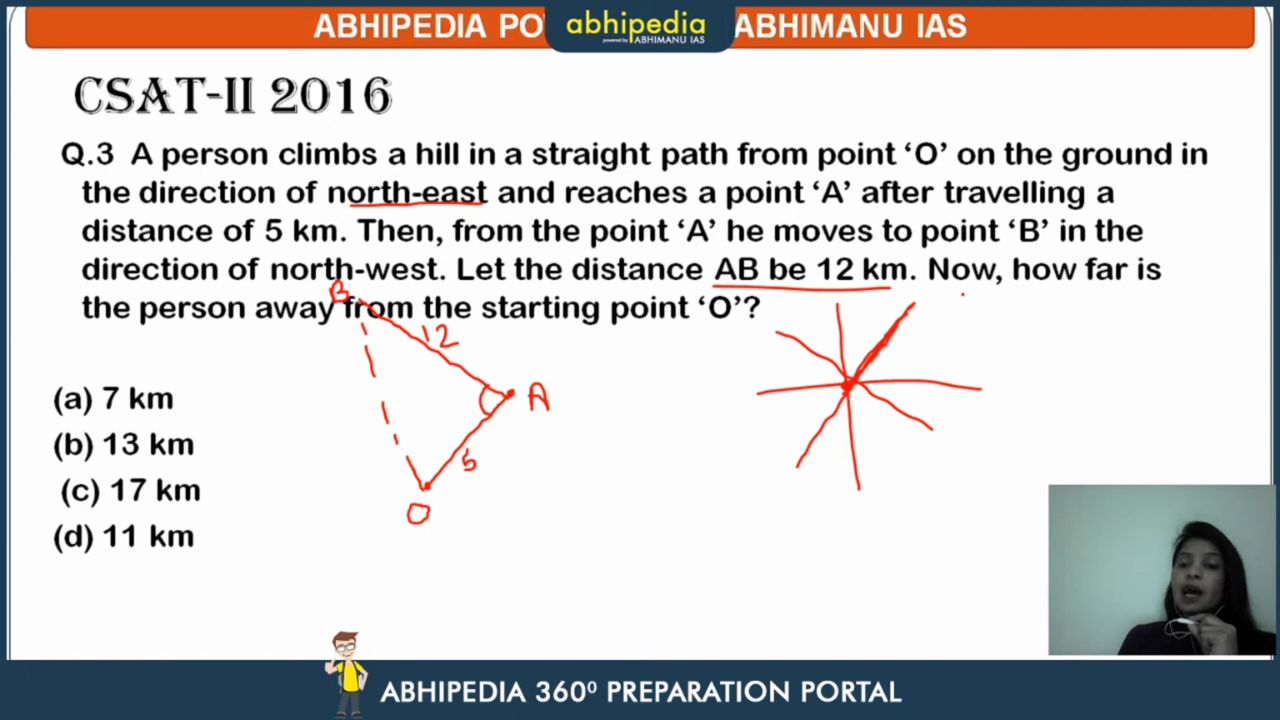 ABHIPEDIA PO
abhipedia
powered by ABHIMANU IAS
ABHIMANU IAS
CSAT-II 2016
Q.3 A person climbs a hill in a straight path from point ‘O’ on the ground in
the direction of north-east and reaches a point ‘A’ after travelling a
distance of 5 km. Then, from the point ‘A’ he moves to point ‘B’ in the
direction of north-west. Let the distance AB be 12 km. Now, how far is
the person away from the starting point ‘O’?
B
12
A
5
O
(a) 7 km
(b) 13 km
(c) 17 km
(d) 11 km
ABHIPEDIA 360⁰ PREPARATION PORTAL